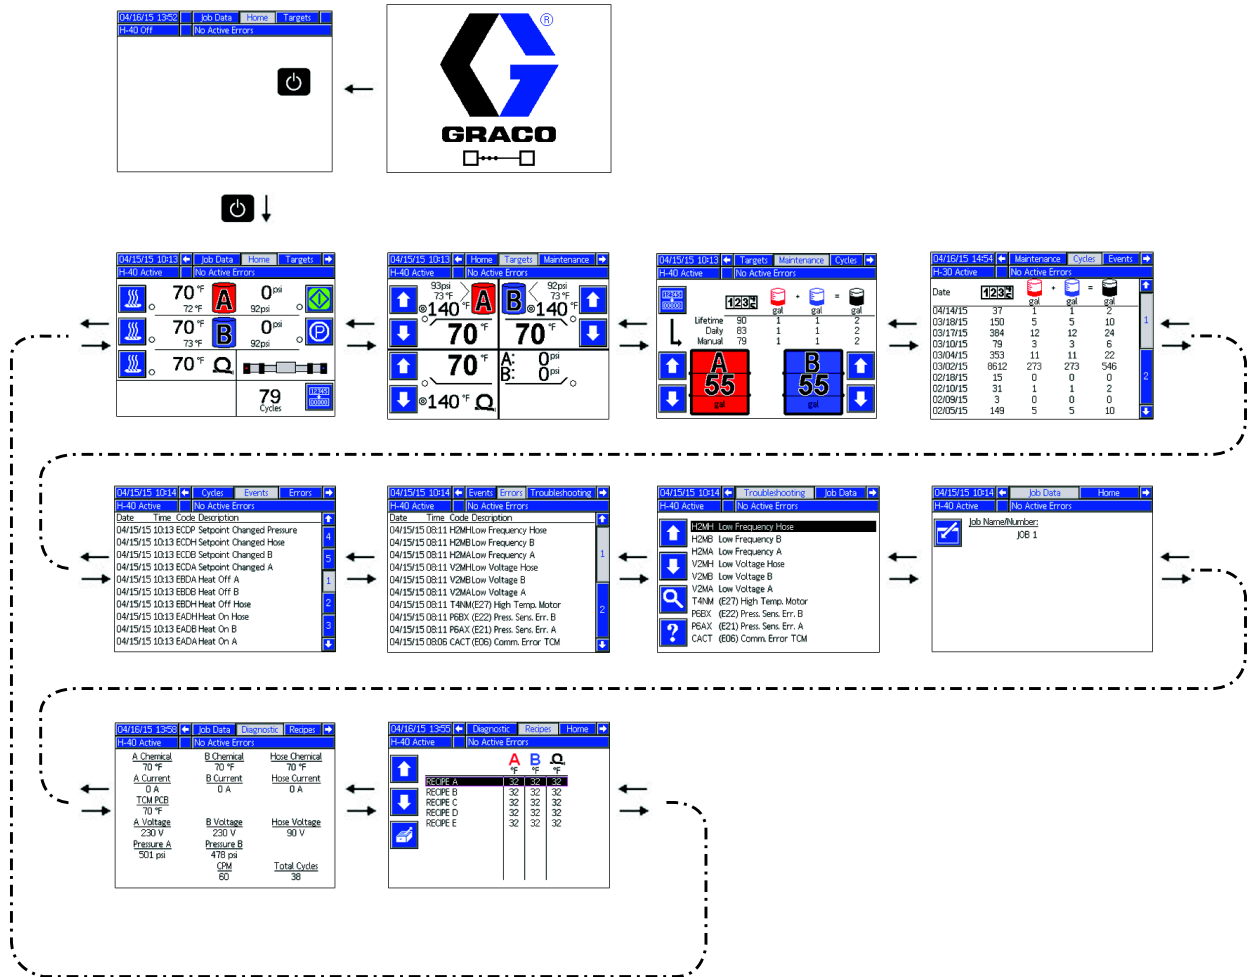 04/16/15 13:52 Job Data Home Targets
H-40 Off No Active Errors
®
GRACO
04/15/15 10:13 Job Data Home Targets
H-40 Active No Active Errors
70 °F A 0 psi
72 °F 92psi
70 °F B 0 psi
73 °F 92psi
70 °F
79
Cycles
12345
00000
04/15/15 10:13 Home Targets Maintenance
H-40 Active No Active Errors
93psi 92psi
73 °F A B 73 °F
140 °F 140 °F
70 °F 70 °F
70 °F A: 0 psi
B: 0 psi
140 °F
04/15/15 10:13 Targets Maintenance Cycles
H-40 Active No Active Errors
12345
00000
123 + =
gal gal gal
Lifetime 90 1 1 2
Daily 83 1 1 2
Manual 79 1 1 2
A B
55 55
gal gal
04/16/15 14:54 Maintenance Cycles Events
H-30 Active No Active Errors
Date 123 + =
gal gal gal
04/14/15 37 1 1 2
03/18/15 150 5 5 10
03/17/15 384 12 12 24
03/10/15 79 3 3 6
03/04/15 353 11 11 22
03/02/15 8612 273 273 546
02/18/15 15 0 0 0
02/10/15 31 1 1 2
02/09/15 3 0 0 0
02/05/15 149 5 5 10
1
2
04/15/15 10:14 Cycles Events Errors
H-40 Active No Active Errors
Date Time Code Description
04/15/15 10:13 ECDP Setpoint Changed Pressure
04/15/15 10:13 ECDH Setpoint Changed Hose
04/15/15 10:13 ECDB Setpoint Changed B
04/15/15 10:13 ECDA Setpoint Changed A
04/15/15 10:13 EBDA Heat Off A
04/15/15 10:13 EBDB Heat Off B
04/15/15 10:13 EBDH Heat Off Hose
04/15/15 10:13 EADH Heat On Hose
04/15/15 10:13 EADB Heat On B
04/15/15 10:13 EADA Heat On A
4
5
1
2
3
04/15/15 10:14 Events Errors Troubleshooting
H-40 Active No Active Errors
Date Time Code Description
04/15/15 08:11 H2MH Low Frequency Hose
04/15/15 08:11 H2MB Low Frequency B
04/15/15 08:11 H2MA Low Frequency A
04/15/15 08:11 V2MH Low Voltage Hose
04/15/15 08:11 V2MB Low Voltage B
04/15/15 08:11 V2MA Low Voltage A
04/15/15 08:11 T4NM (E27) High Temp. Motor
04/15/15 08:11 P6BX (E22) Press. Sens. Err. B
04/15/15 08:11 P6AX (E21) Press. Sens. Err. A
04/15/15 08:06 CACT (E06) Comm. Error TCM
1
2
04/15/15 10:14 Troubleshooting Job Data
H-40 Active No Active Errors
H2MH Low Frequency Hose
H2MB Low Frequency B
H2MA Low Frequency A
V2MH Low Voltage Hose
V2MB Low Voltage B
V2MA Low Voltage A
T4NM (E27) High Temp. Motor
P6BX (E22) Press. Sens. Err. B
P6AX (E21) Press. Sens. Err. A
CACT (E06) Comm. Error TCM
?
04/15/15 10:14 Job Data Home
H-40 Active No Active Errors
Job Name/Number:
JOB 1
04/16/15 13:58 Job Data Diagnostic Recipes
H-40 Active No Active Errors
A Chemical B Chemical Hose Chemical
70 °F 70 °F 70 °F
A Current B Current Hose Current
0 A 0 A 0 A
TCM PCB
70 °F
A Voltage B Voltage Hose Voltage
230 V 230 V 90 V
Pressure A Pressure B
501 psi 478 psi
CPM Total Cycles
60 38
04/16/15 13:55 Diagnostic Recipes Home
H-40 Active No Active Errors
A B
°F °F °F
RECIPE A 32 32 32
RECIPE B 32 32 32
RECIPE C 32 32 32
RECIPE D 32 32 32
RECIPE E 32 32 32